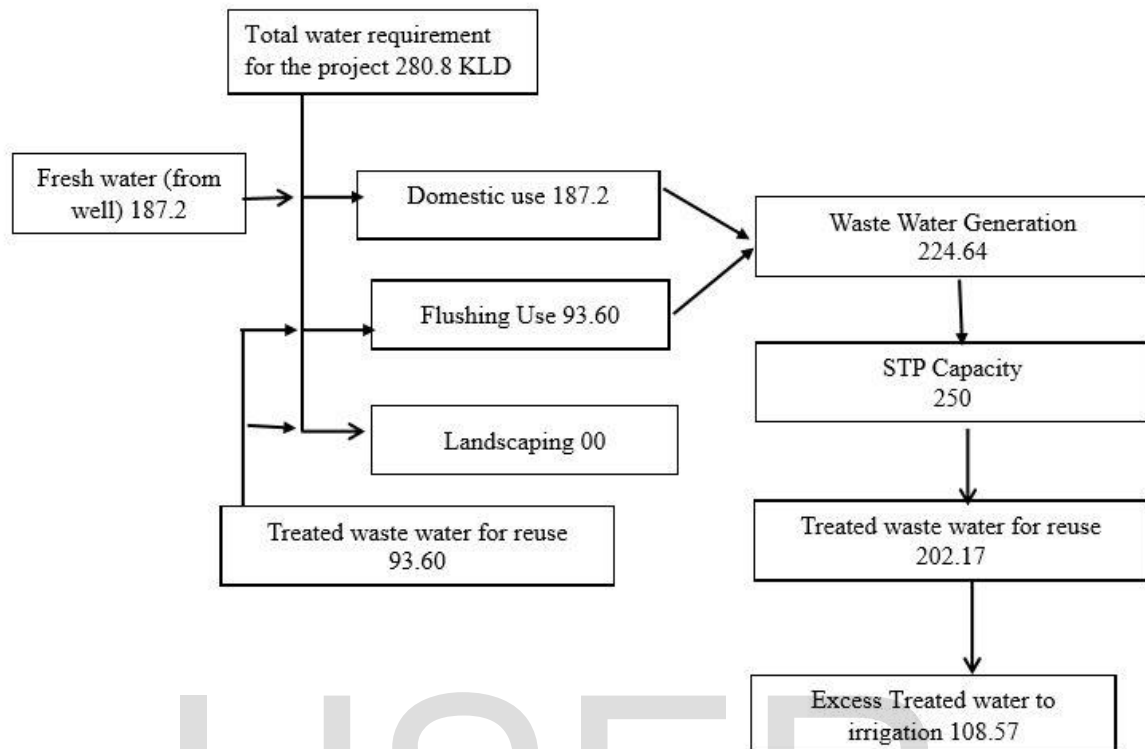 Total water requirement
for the project 280.8 KLD
Fresh water (from
well) 187.2
Domestic use 187.2
Waste Water Generation
224.64
Flushing Use 93.60
STP Capacity
250
Landscaping 00
Treated waste water for reuse
93.60
Treated waste water for reuse
202.17
Excess Treated water to
irrigation 108.57